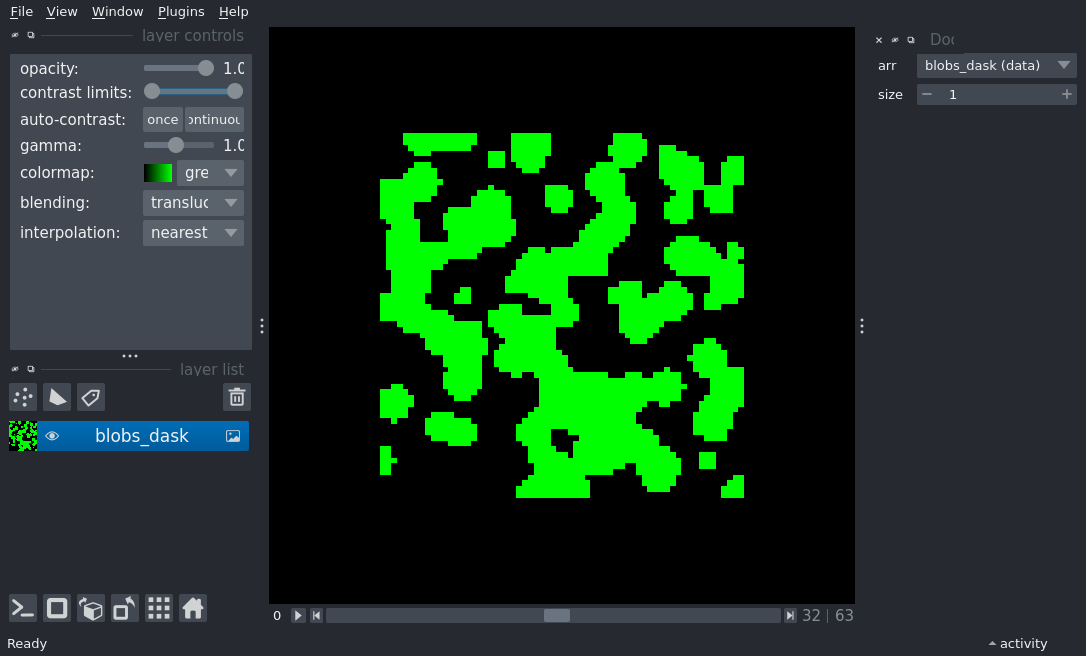 File View Window Plugins Help
layer controls
opacity: 1.0
contrast limits:
auto-contrast: once ontinuou
gamma: 1.0
colormap: gre
blending: transluc
interpolation: nearest
layer list
blobs_dask
0 32 | 63
Ready
Doc
arr blobs_dask (data)
size 1
activity